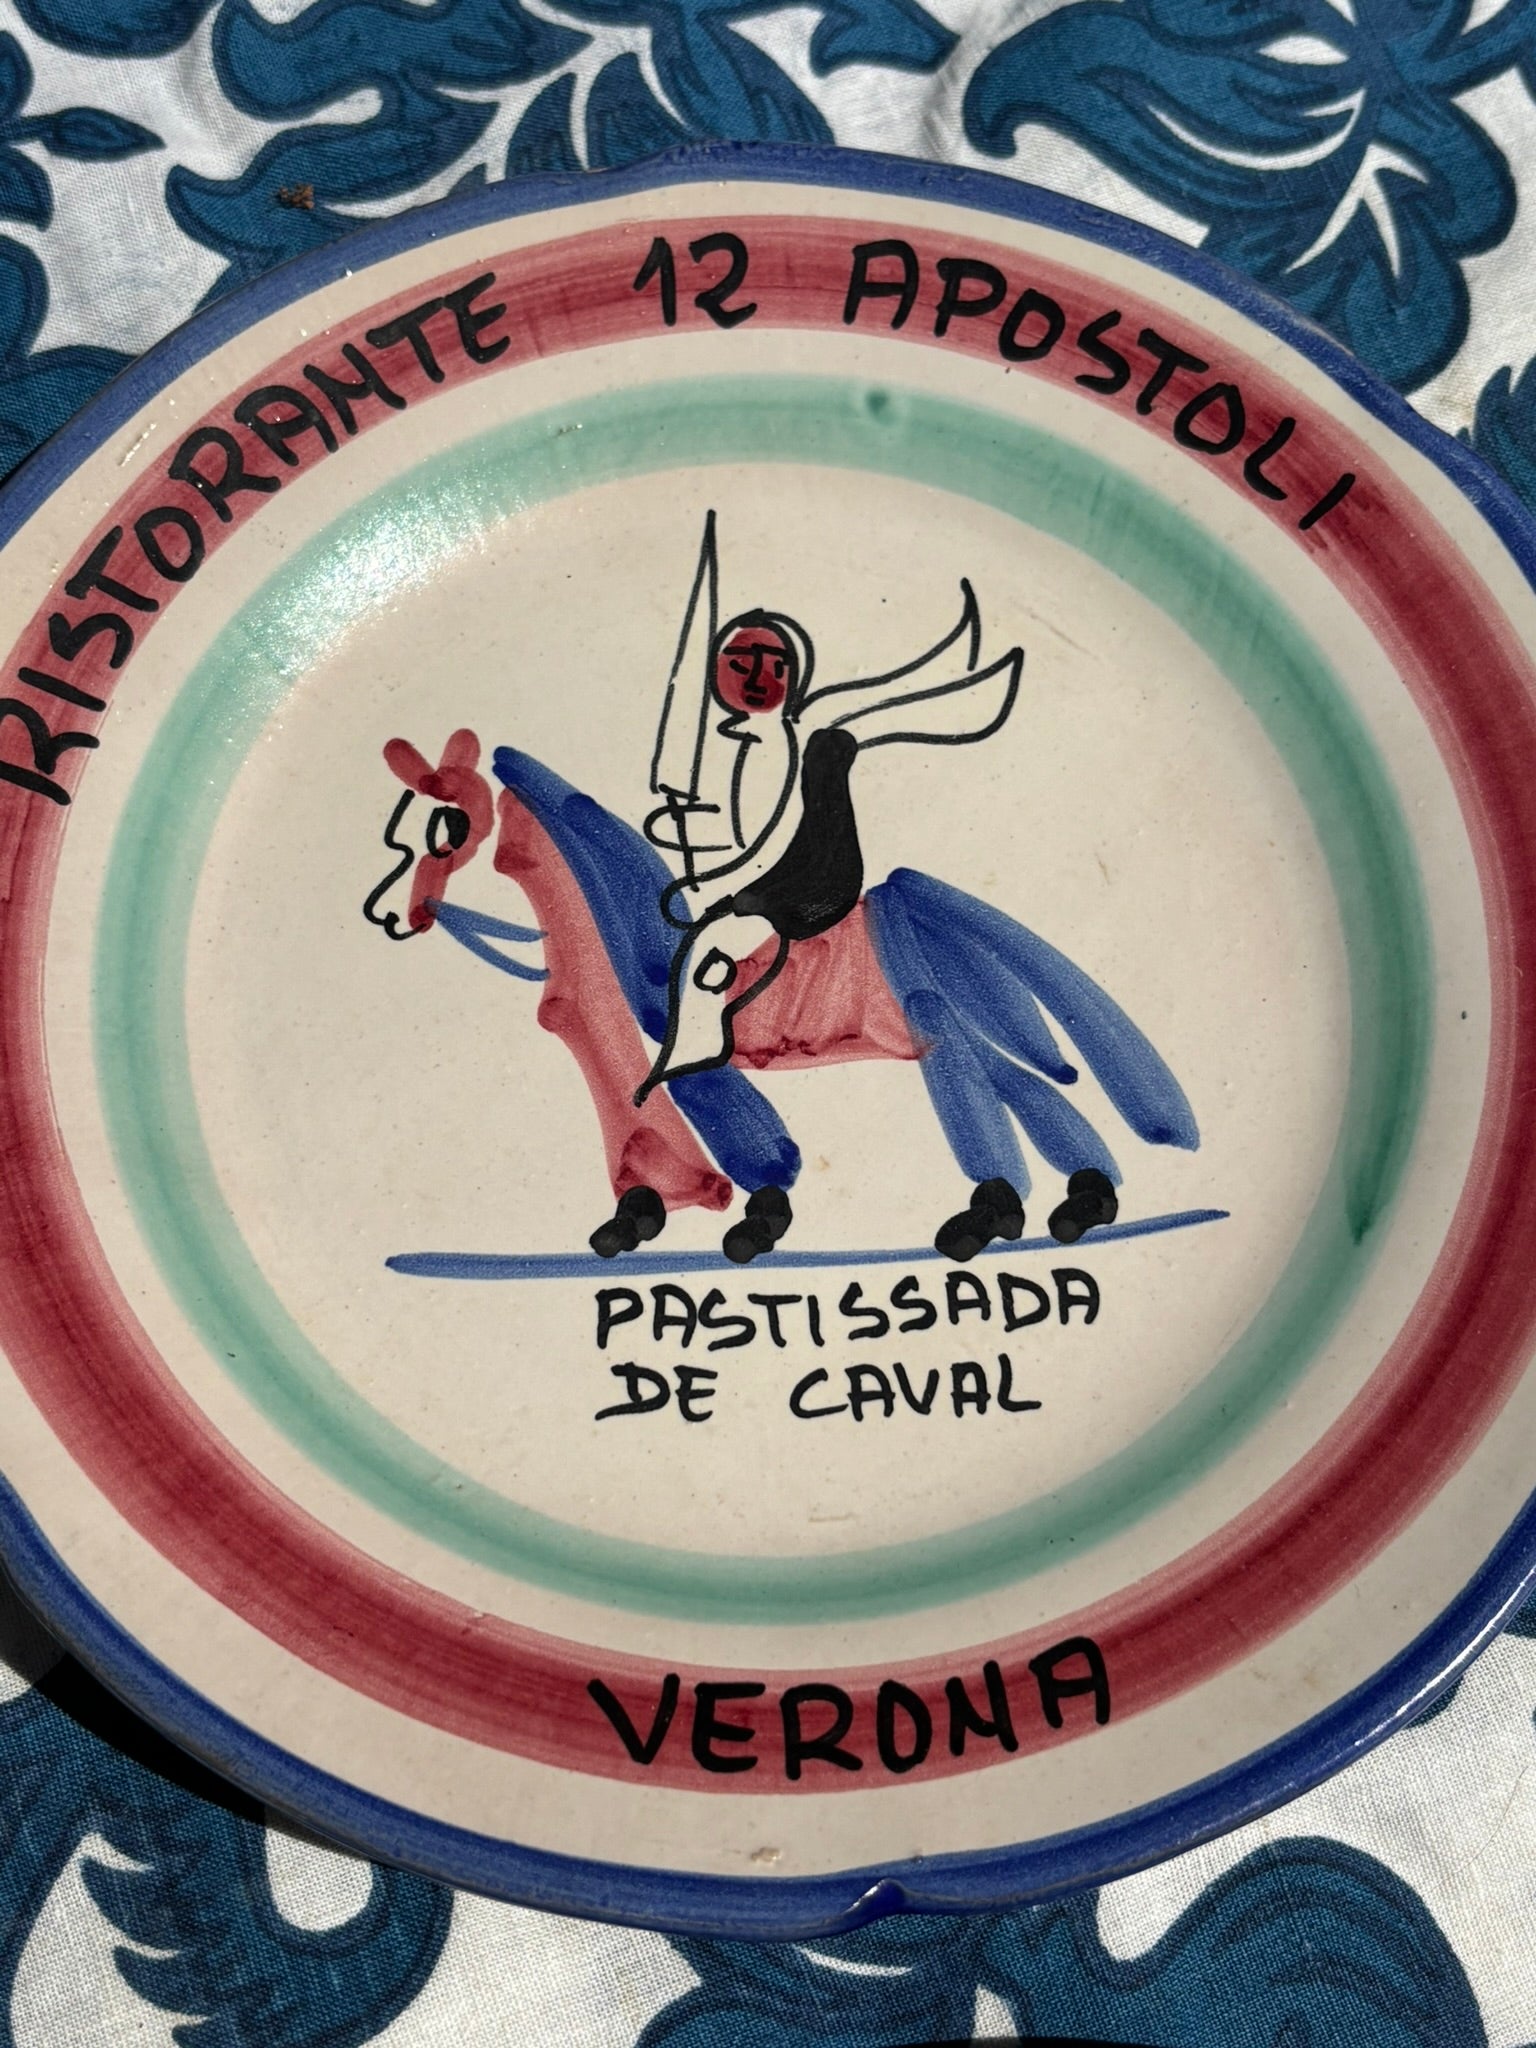 RISTORANTE 12 APOSTOLI
PASTISSADA
DE CAVAL
VERONA